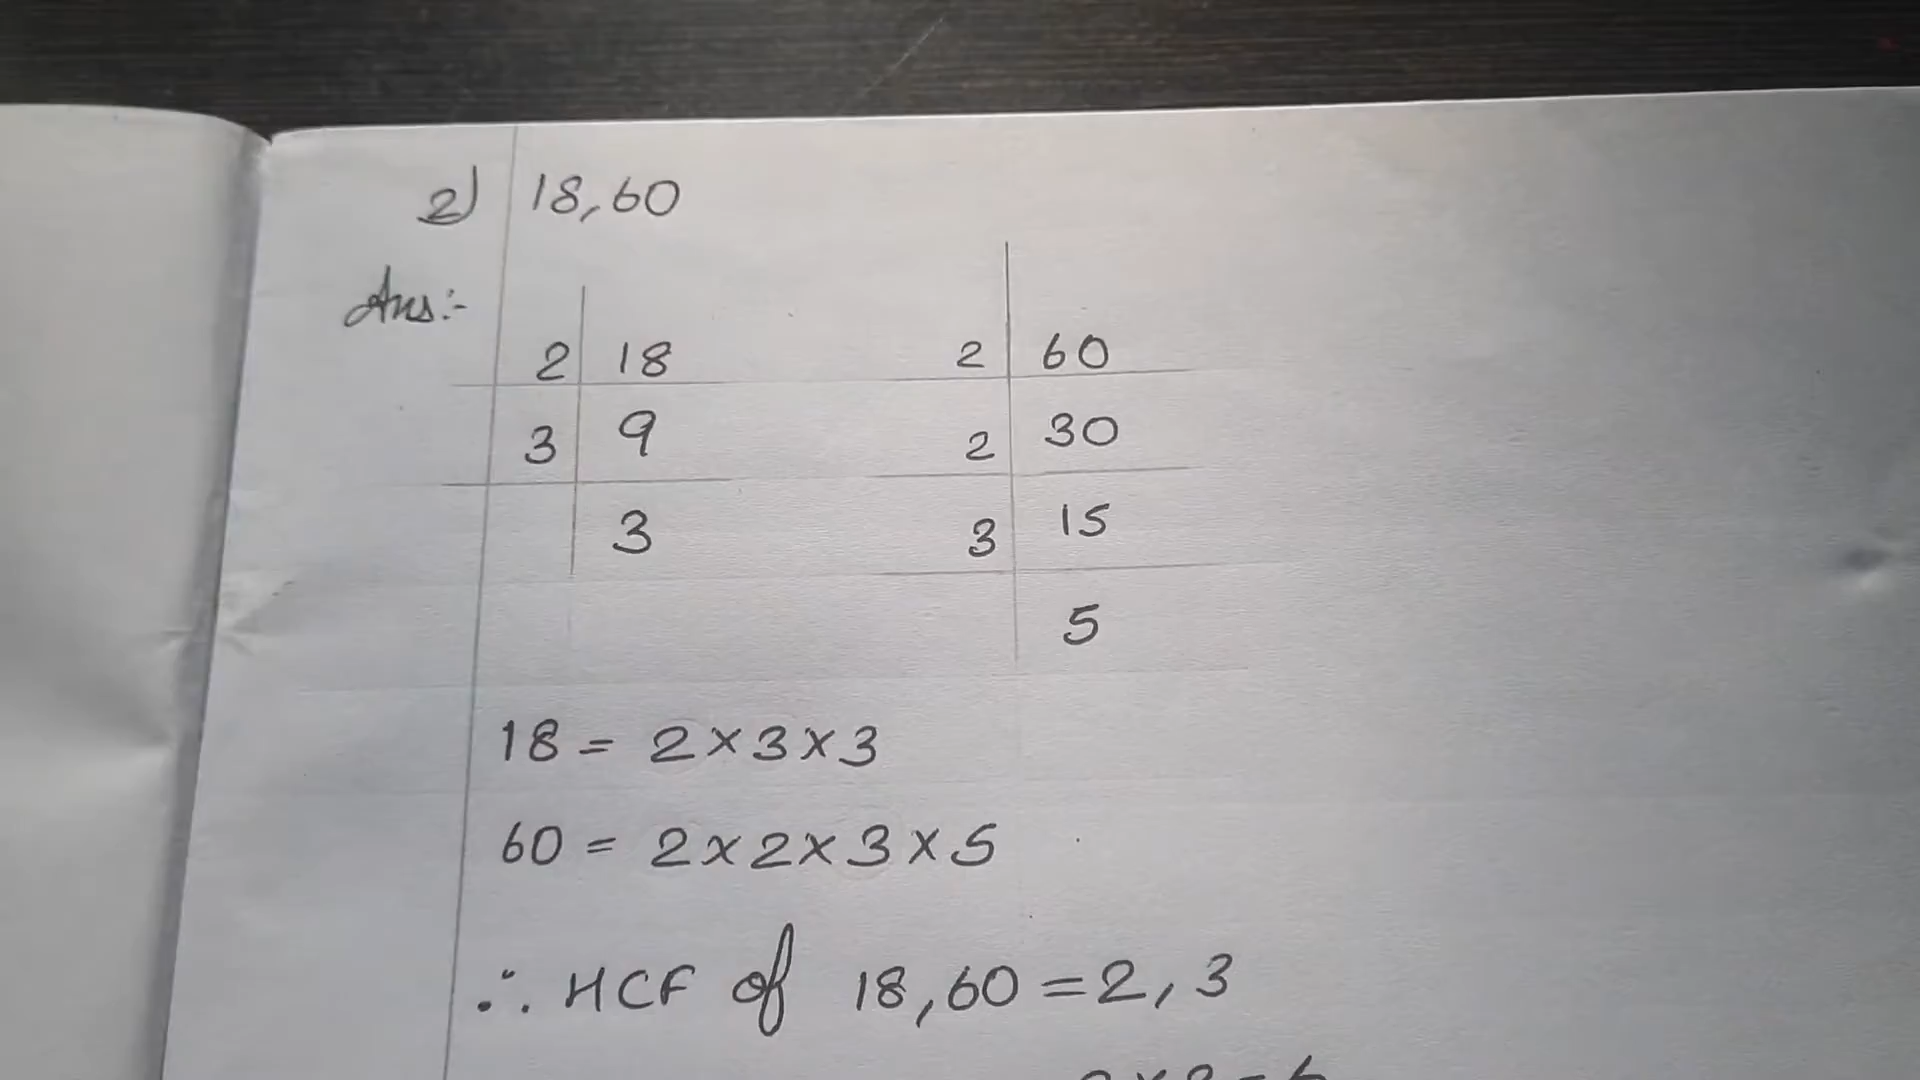 2) 18,60
Ans:-
2 18 2 60
3 9 2 30
3 3 15
5
18 = 2×3×3
60 = 2×2×3×5
∴ HCF of 18,60 = 2, 3